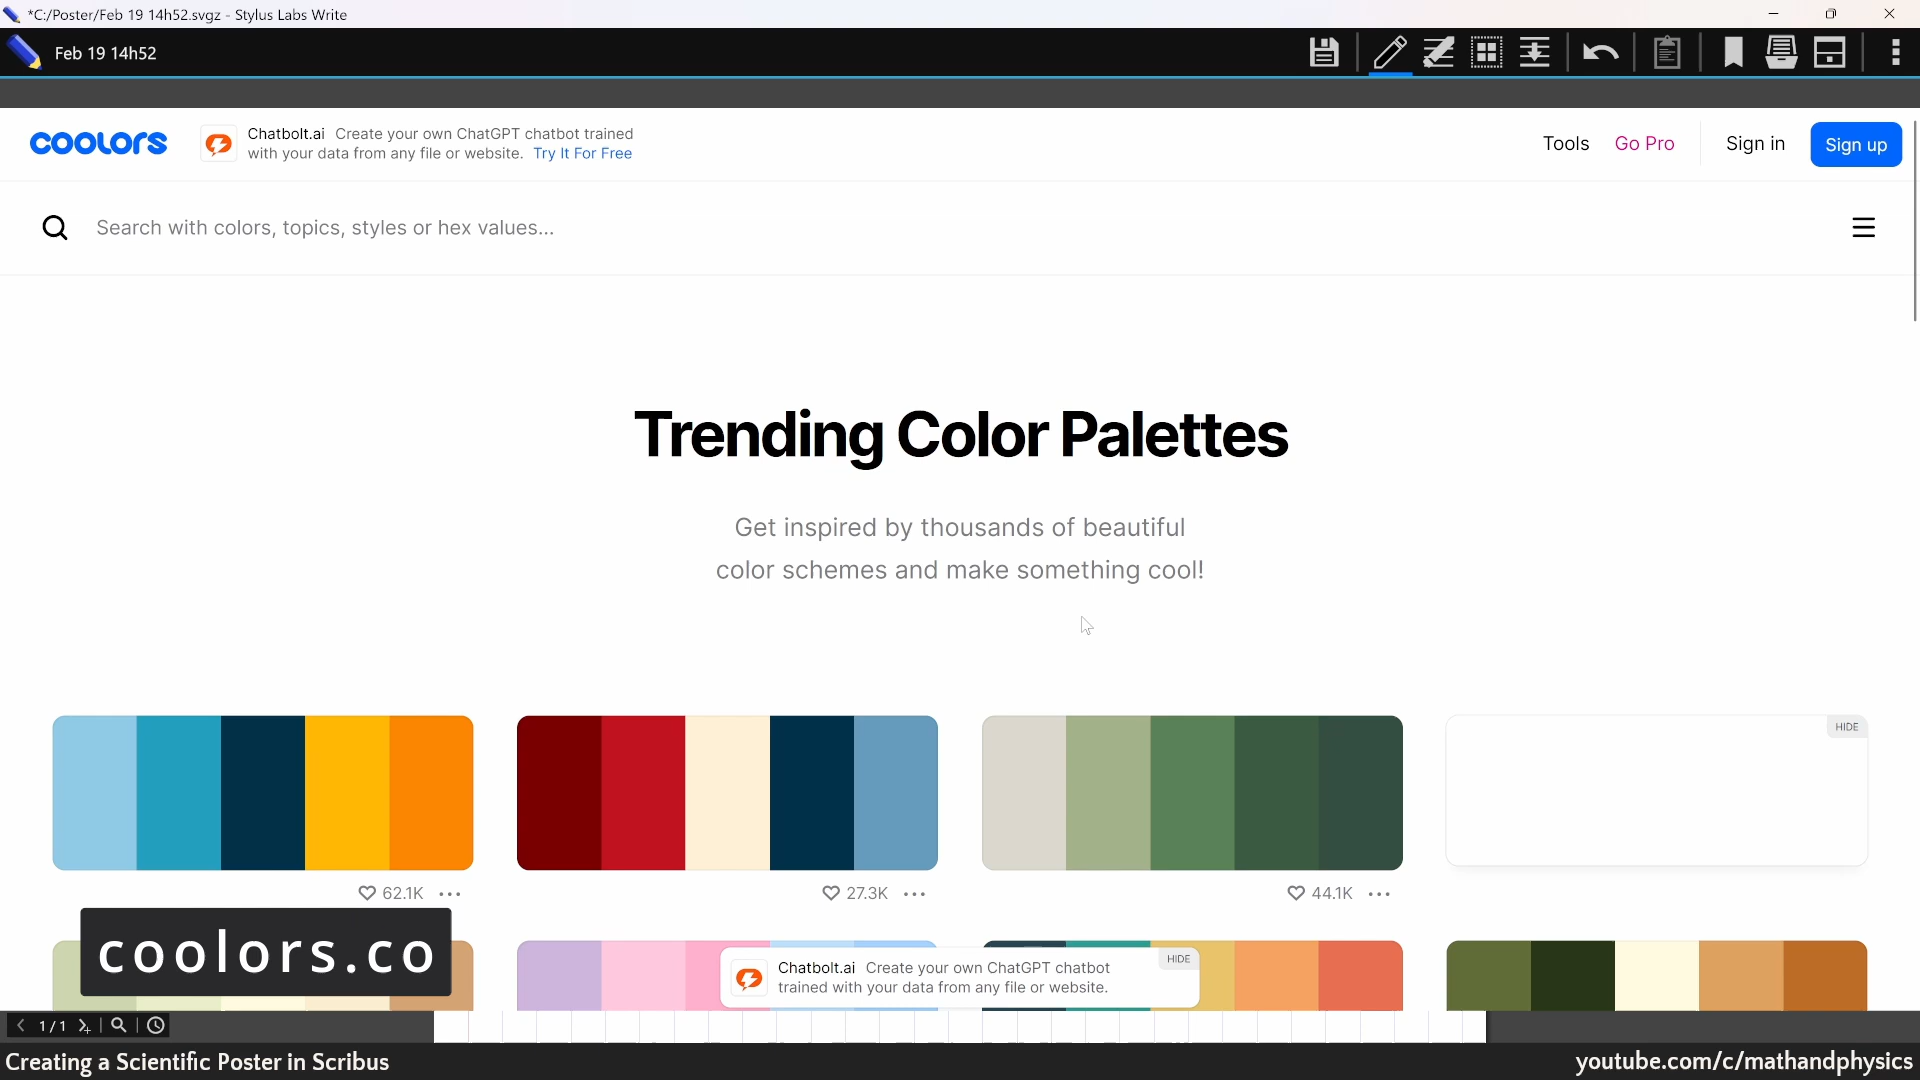 *C:/Poster/Feb 19 14h52.svgz - Stylus Labs Write
Feb 19 14h52
coolors
Chatbolt.ai Create your own ChatGPT chatbot trained
with your data from any file or website. Try It For Free
Tools
Go Pro
Sign in
Sign up
Search with colors, topics, styles or hex values...
Trending Color Palettes
Get inspired by thousands of beautiful
color schemes and make something cool!
HIDE
62.1K
27.3K
44.1K
coolors.co
Chatbolt.ai Create your own ChatGPT chatbot
trained with your data from any file or website.
HIDE
1 / 1
Creating a Scientific Poster in Scribus
youtube.com/c/mathandphysics